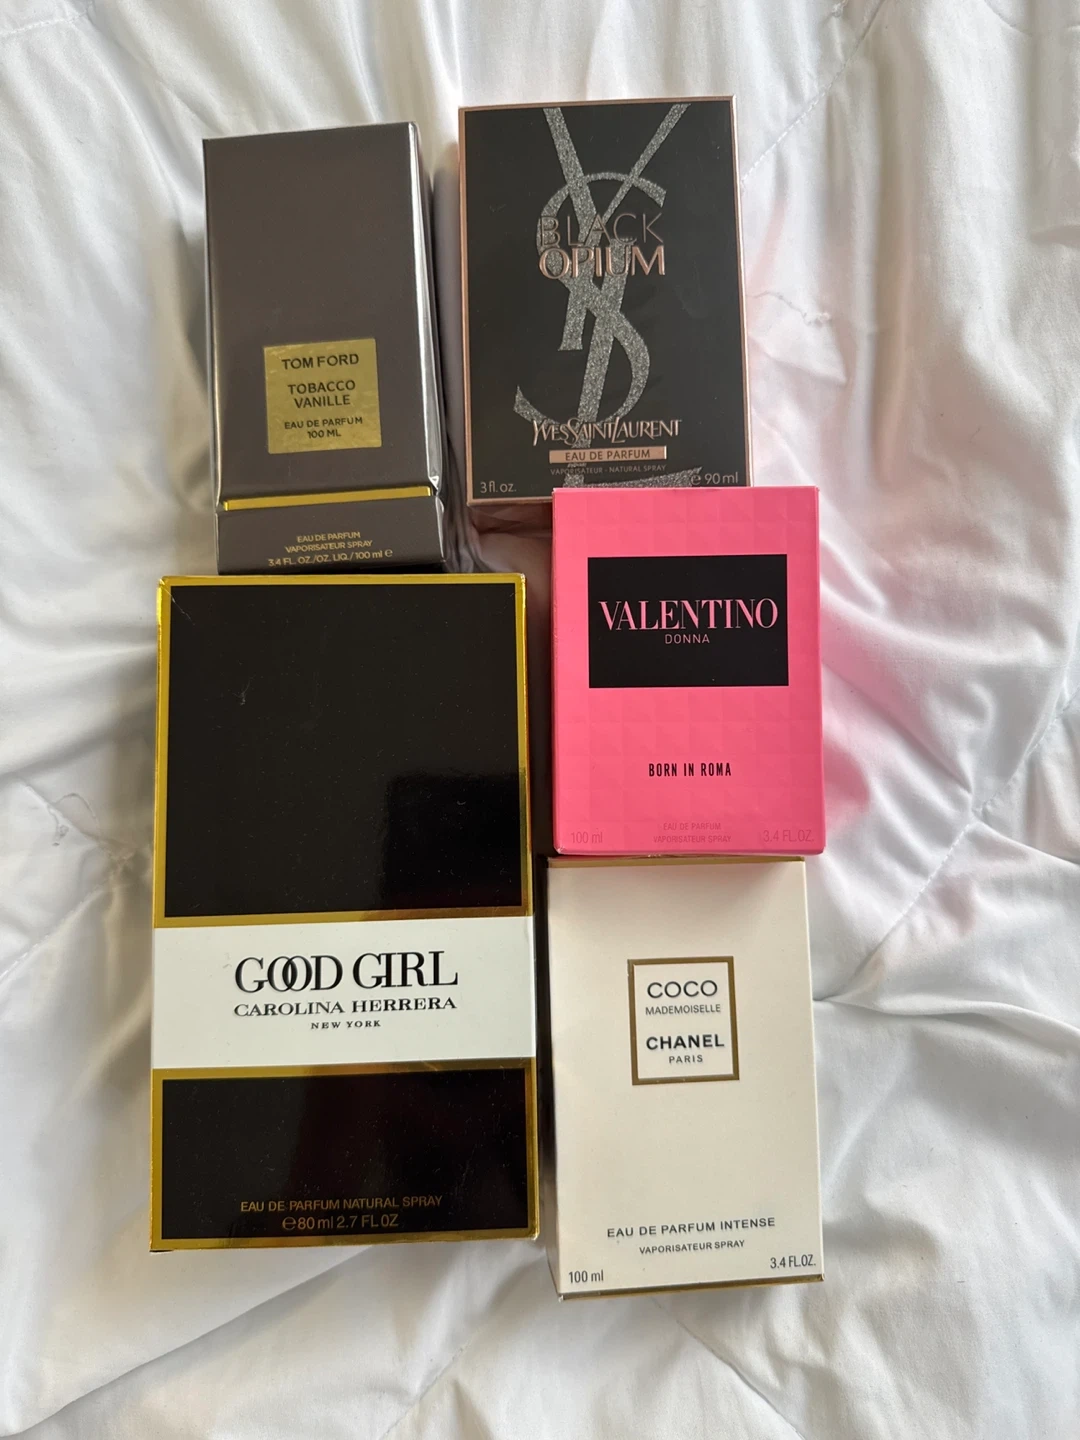 TOM FORD
TOBACCO
VANILLE
EAU DE PARFUM
100 ML
EAU DE PARFUM
VAPORISATEUR SPRAY
3.4 FL. OZ./OZ. LIQ. / 100 ml e
YSL
BLACK
OPIUM
YVESSAINTLAURENT
EAU DE PARFUM
VAPORISATEUR - NATURAL SPRAY
3 fl. oz. e 90 ml
VALENTINO
DONNA
BORN IN ROMA
EAU DE PARFUM
100 ml VAPORISATEUR SPRAY 3.4 FL.OZ.
GOOD GIRL
CAROLINA HERRERA
NEW YORK
EAU DE PARFUM NATURAL SPRAY
e 80 ml 2.7 FL OZ
COCO
MADEMOISELLE
CHANEL
PARIS
EAU DE PARFUM INTENSE
VAPORISATEUR SPRAY
100 ml 3.4 FL.OZ.